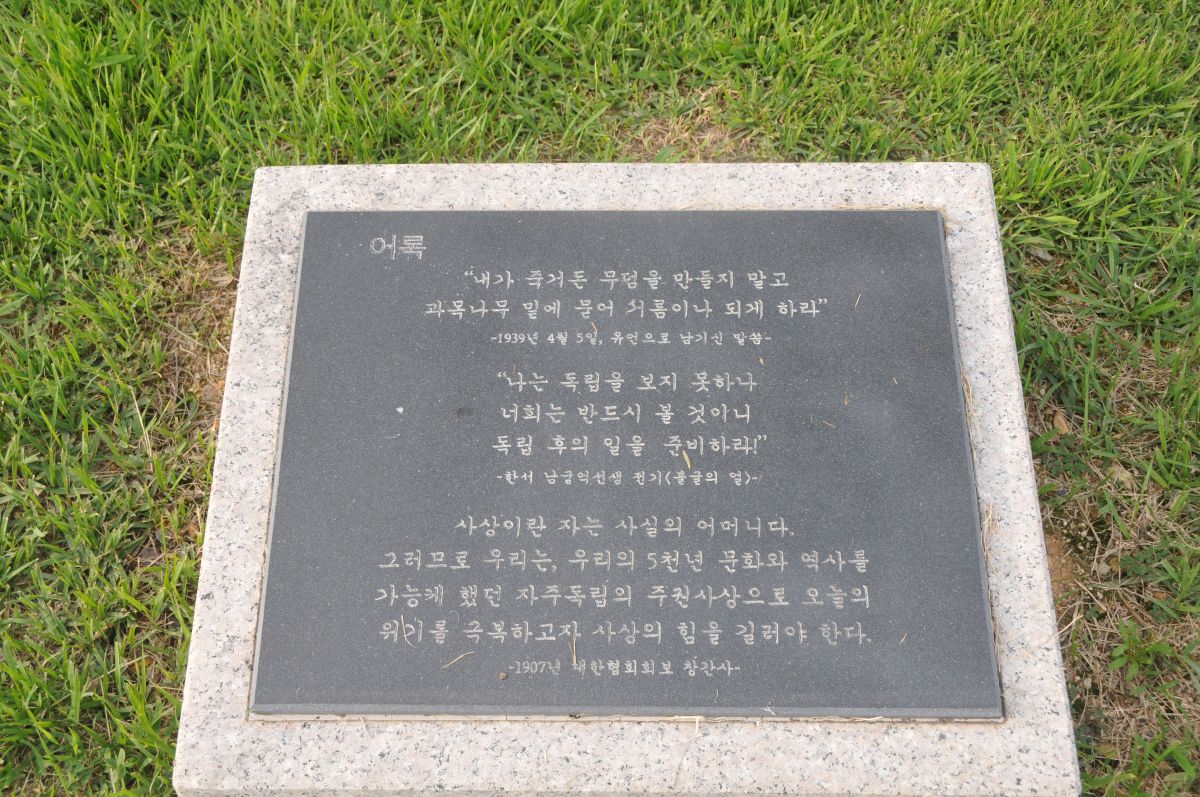 어록
“내가 죽거든 무덤을 만들지 말고
과목나무 밑에 묻어 거름이나 되게 하라”
-1939년 4월 5일, 유언으로 남기신 말씀-
“나는 독립을 보지 못하나
너희는 반드시 볼 것이니
독립 후의 일을 준비하라!”
-한서 남궁억선생 전기<불굴의 얼>-
사상이란 자는 사실의 어머니다.
그러므로 우리는, 우리의 5천년 문화와 역사를
가능케 했던 자주독립의 주권사상으로 오늘의
위기를 극복하고자 사상의 힘을 길러야 한다.
-1907년 대한협회회보 창간사-